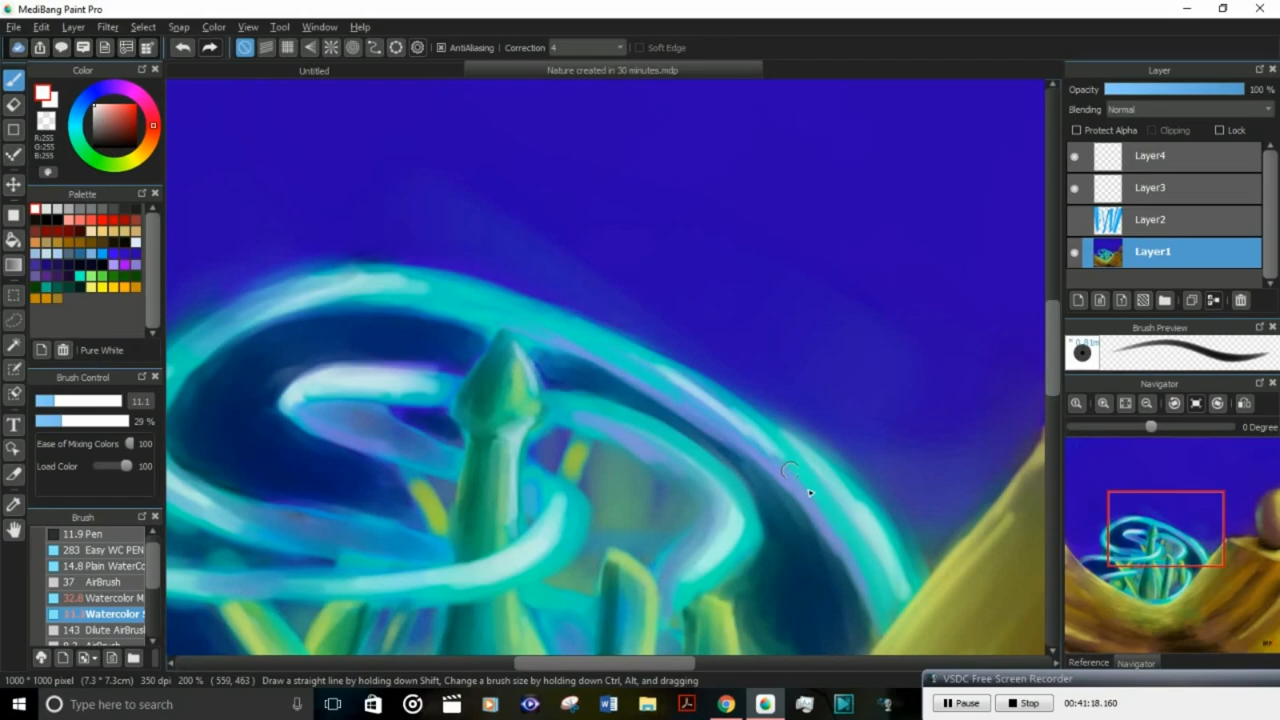 MediBang Paint Pro
File Edit Layer Filter Select Snap Color View Tool Window Help
AntiAliasing Correction 4 Soft Edge
Color
Untitled
Nature created in 30 minutes.mdp
Layer
Opacity 100 %
Blending Normal
Protect Alpha Clipping Lock
R:255
G:255
B:255
Layer4
Layer3
Layer2
Layer1
Palette
Pure White
Brush Preview
Brush Control
11.1
29 %
Ease of Mixing Colors 100
Load Color 100
Navigator
0 Degree
Brush
11.9 Pen
283 Easy WC PEN
14.8 Plain WaterCo
37 AirBrush
32.8 Watercolor M
Watercolor
143 Dilute AirBrus
AirBrush
Reference Navigator
1000 * 1000 pixel (7.3 * 7.3cm) 350 dpi 200 % ( 559, 463 ) Draw a straight line by holding down Shift, Change a brush size by holding down Ctrl, Alt, and dragging
VSDC Free Screen Recorder
Pause Stop 00:41:18.160
Type here to search